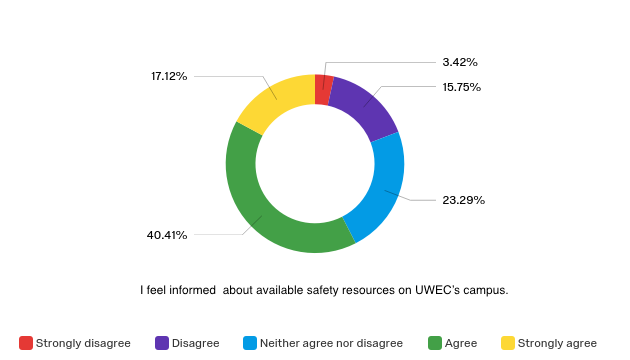 3.42%
17.12%
15.75%
23.29%
40.41%
I feel informed  about available safety resources on UWEC's campus.
Strongly disagree
Disagree
Neither agree nor disagree
Agree
Strongly agree